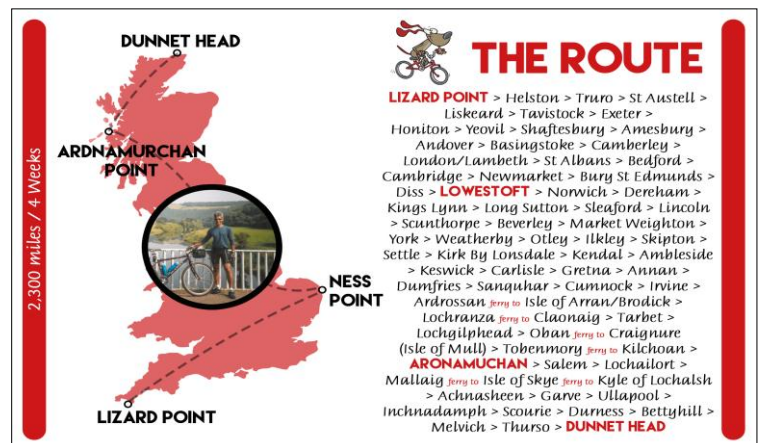 2,300 miles / 4 Weeks
DUNNET HEAD
ARDNAMURCHAN
POINT
NESS
POINT
LIZARD POINT
THE ROUTE
LIZARD POINT > Helston > Truro > St Austell >
Liskeard > Tavistock > Exeter >
Honiton > Yeovil > Shaftesbury > Amesbury >
Andover > Basingstoke > Camberley >
London/Lambeth > St Albans > Bedford >
Cambridge > Newmarket > Bury St Edmunds >
Diss > LOWESTOFT > Norwich > Dereham >
Kings Lynn > Long Sutton > Sleaford > Lincoln
> Scunthorpe > Beverley > Market Weighton >
York > Weatherby > Otley > Ilkley > Skipton >
Settle > Kirk By Lonsdale > Kendal > Ambleside
> Keswick > Carlisle > Gretna > Annan >
Dumfries > Sanquhar > Cumnock > Irvine >
Ardrossan ferry to Isle of Arran/Brodick >
Lochranza ferry to Claonaig > Tarbet >
Lochgilphead > Oban ferry to Craignure
(Isle of Mull) > Tobenmory ferry to Kilchoan >
ARONAMUCHAN > Salem > Lochailort >
Mallaig ferry to Isle of Skye ferry to Kyle of Lochalsh
> Achnasheen > Garve > Ullapool >
Inchnadamph > Scourie > Durness > Bettyhill >
Melvich > Thurso > DUNNET HEAD